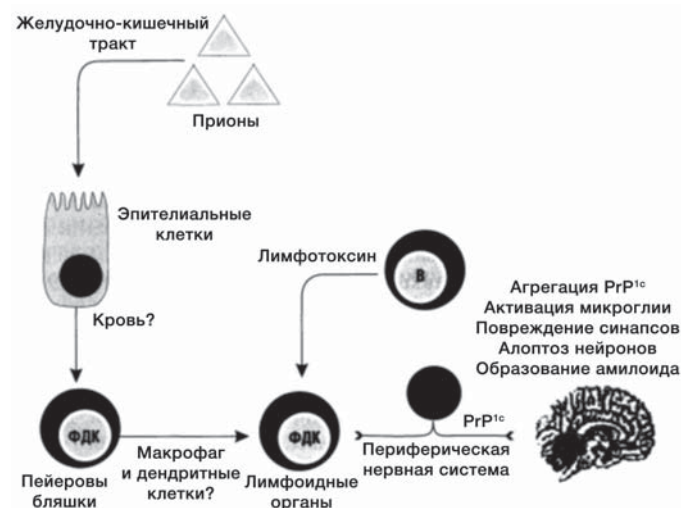 Желудочно-кишечный
тракт
Прионы
Эпителиальные
клетки
Кровь?
Лимфотоксин
В
Агрегация PrP¹ᶜ
Активация микроглии
Повреждение синапсов
Алоптоз нейронов
Образование амилоида
ФДК
Пейеровы
бляшки
Макрофаг
и дендритные
клетки?
ФДК
Лимфоидные
органы
PrP¹ᶜ
Периферическая
нервная система